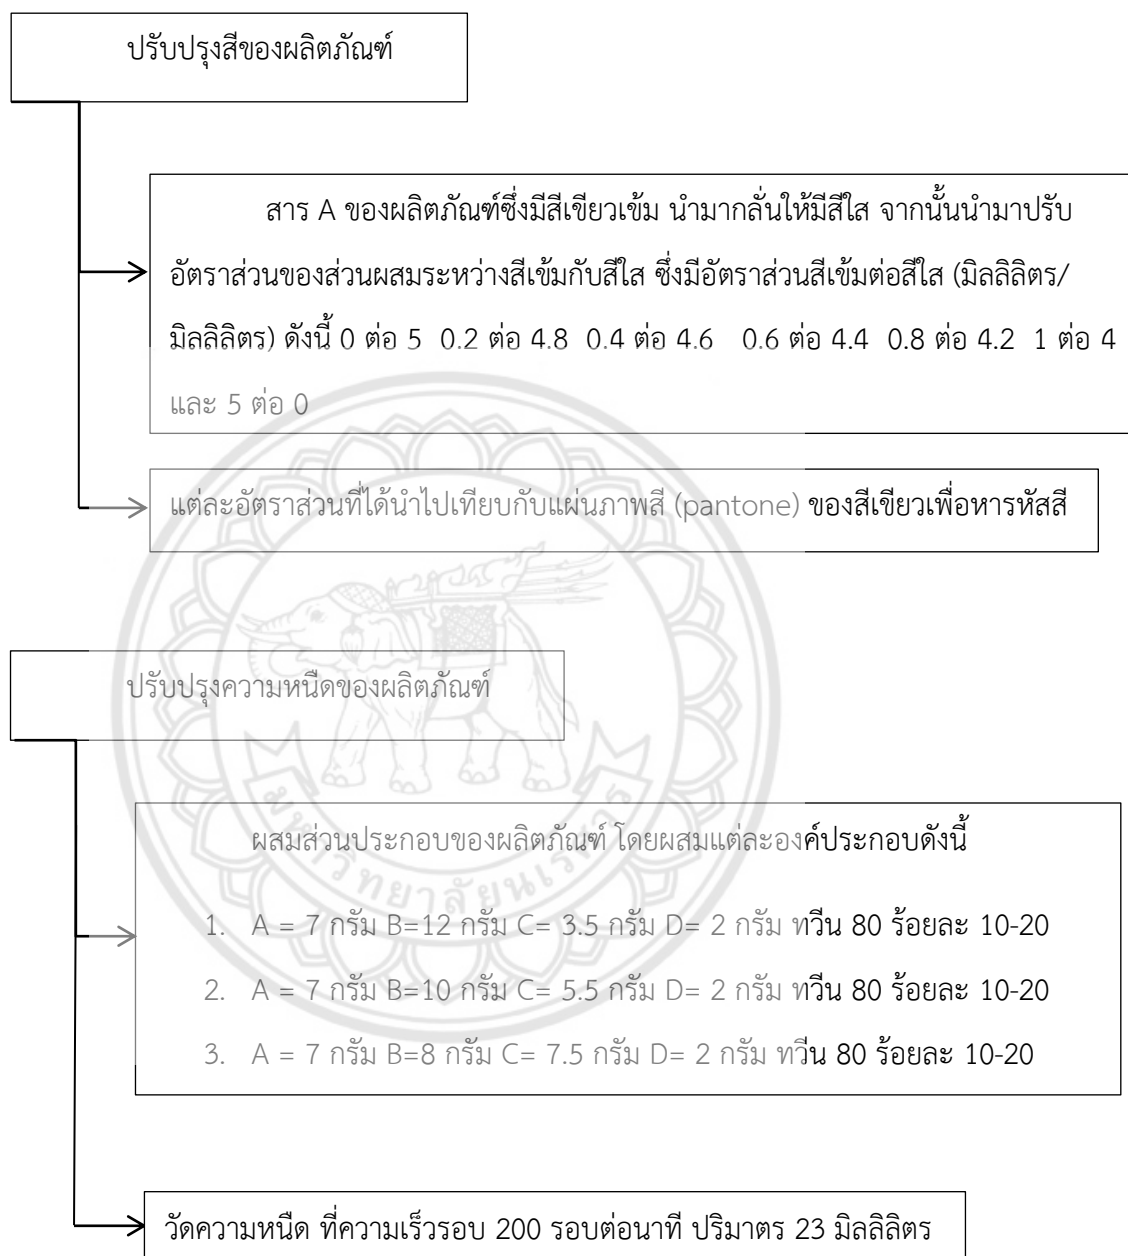 ปรับปรุงสีของผลิตภัณฑ์
สาร A ของผลิตภัณฑ์ซึ่งมีสีเขียวเข้ม นำมากลั่นให้มีสีใส จากนั้นนำมาปรับ
อัตราส่วนของส่วนผสมระหว่างสีเข้มกับสีใส ซึ่งมีอัตราส่วนสีเข้มต่อสีใส (มิลลิลิตร/
มิลลิลิตร) ดังนี้ 0 ต่อ 5 0.2 ต่อ 4.8 0.4 ต่อ 4.6 0.6 ต่อ 4.4 0.8 ต่อ 4.2 1 ต่อ 4
และ 5 ต่อ 0
แต่ละอัตราส่วนที่ได้นำไปเทียบกับแผ่นภาพสี (pantone) ของสีเขียวเพื่อหารหัสสี
ปรับปรุงความหนืดของผลิตภัณฑ์
ผสมส่วนประกอบของผลิตภัณฑ์ โดยผสมแต่ละองค์ประกอบดังนี้
มหาวิทยาลัยนเรศวร
1. A = 7 กรัม B=12 กรัม C= 3.5 กรัม D= 2 กรัม ทวีน 80 ร้อยละ 10-20
2. A = 7 กรัม B=10 กรัม C= 5.5 กรัม D= 2 กรัม ทวีน 80 ร้อยละ 10-20
3. A = 7 กรัม B=8 กรัม C= 7.5 กรัม D= 2 กรัม ทวีน 80 ร้อยละ 10-20
วัดความหนืด ที่ความเร็วรอบ 200 รอบต่อนาที ปริมาตร 23 มิลลิลิตร